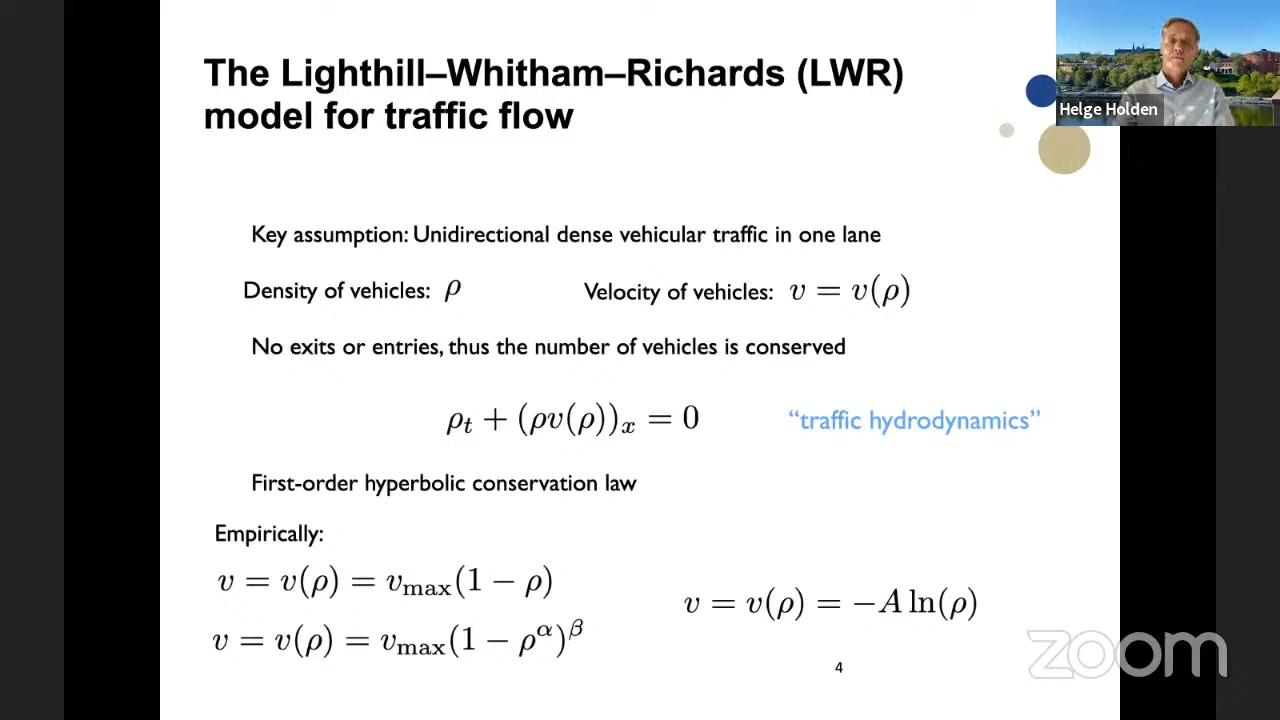 The Lighthill–Whitham–Richards (LWR)
model for traffic flow
Helge Holden
Key assumption: Unidirectional dense vehicular traffic in one lane
Density of vehicles: ρ
Velocity of vehicles: v = v(ρ)
No exits or entries, thus the number of vehicles is conserved
ρₜ + (ρv(ρ))ₓ = 0
“traffic hydrodynamics”
First-order hyperbolic conservation law
Empirically:
v = v(ρ) = v_max(1 − ρ)
v = v(ρ) = −A ln(ρ)
v = v(ρ) = v_max(1 − ρ^α)^β
4
zoom